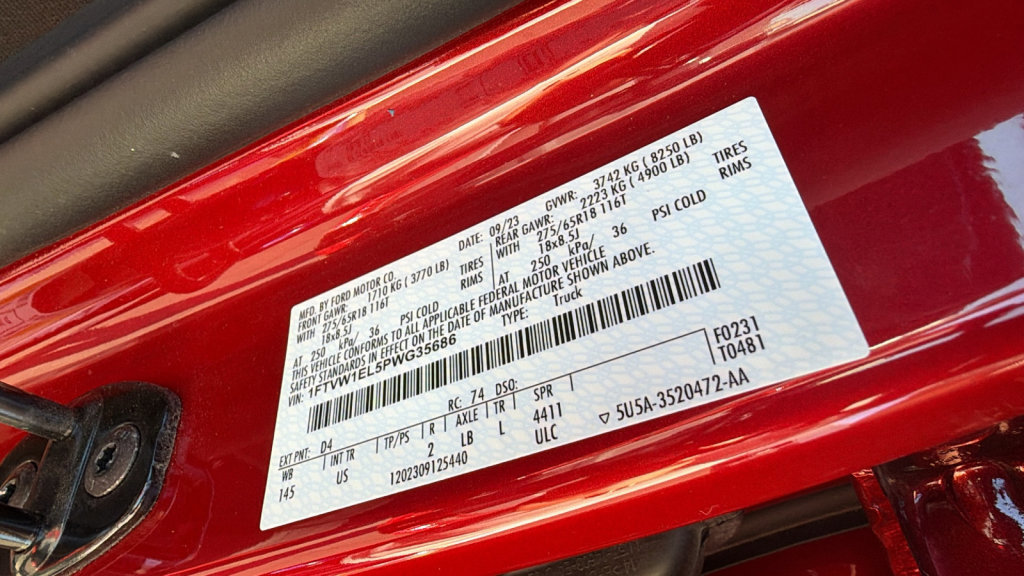 MFD. BY FORD MOTOR CO.
DATE: 09/23 GVWR: 3742 KG ( 8250 LB)
FRONT GAWR: 1710 KG ( 3770 LB)
REAR GAWR: 2223 KG ( 4900 LB)
WITH 275/65R18 116T TIRES
WITH 275/65R18 116T TIRES
18x8.5J RIMS
18x8.5J RIMS
AT 250 kPa/ 36 PSI COLD
AT 250 kPa/ 36 PSI COLD
THIS VEHICLE CONFORMS TO ALL APPLICABLE FEDERAL MOTOR VEHICLE
SAFETY STANDARDS IN EFFECT ON THE DATE OF MANUFACTURE SHOWN ABOVE.
VIN: 1FTVW1EL5PWG35686 TYPE: Truck
F0231
T0481
EXT PNT: D4 RC: 74 DSO:
WB INT TR TP/PS R AXLE TR SPR
145 US 2 LB L 4411
1202309125440 ULC ▽ 5U5A-3520472-AA